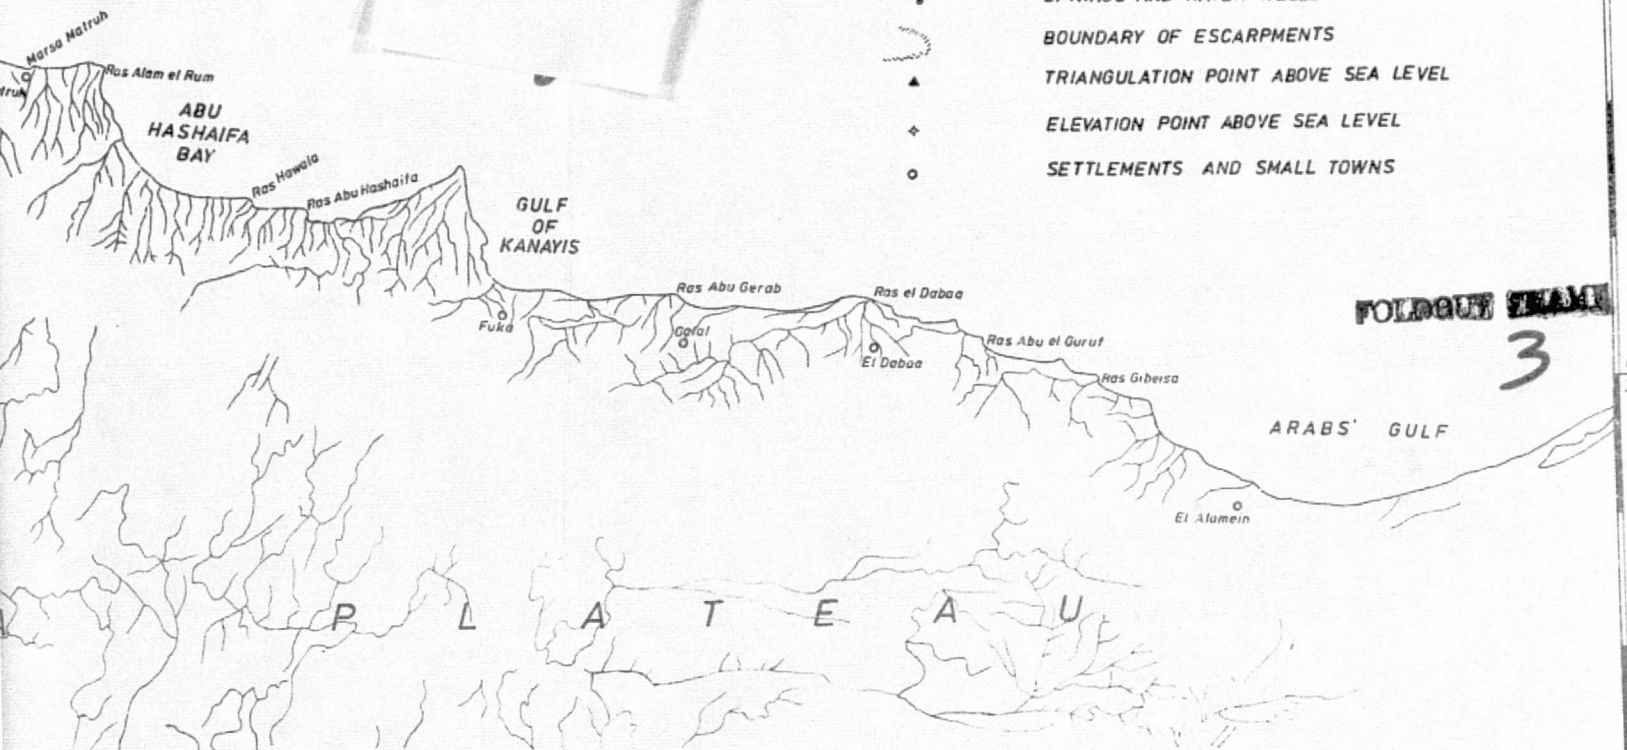 BOUNDARY OF ESCARPMENTS
TRIANGULATION POINT ABOVE SEA LEVEL
ELEVATION POINT ABOVE SEA LEVEL
SETTLEMENTS AND SMALL TOWNS
Marsa Matruh
Ras Alam el Rum
ABU
HASHAIFA
BAY
Ras Hawala
Ras Abu Hashaifa
GULF
OF
KANAYIS
Ras Abu Gerab
Ras el Dabaa
Fuka
Galal
El Dabaa
Ras Abu el Guruf
Ras Gibeisa
FOLDOUT FRAME
3
ARABS' GULF
El Alamein
P L A T E A U